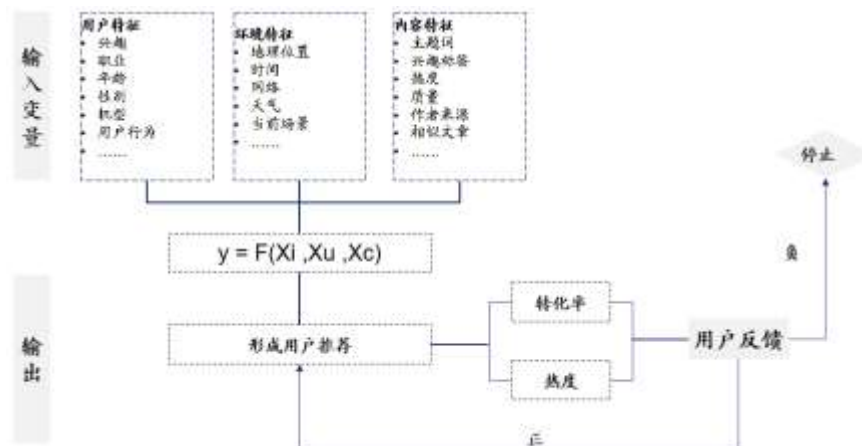 输入变量
用户特征
兴趣
职业
年龄
性别
机型
用户行为
……
环境特征
地理位置
时间
网络
天气
当前场景
……
内容特征
主题词
兴趣标签
热度
质量
作者来源
相似文章
……
停止
y = F(Xi ,Xu ,Xc)
负
输出
形成用户推荐
转化率
热度
用户反馈
正